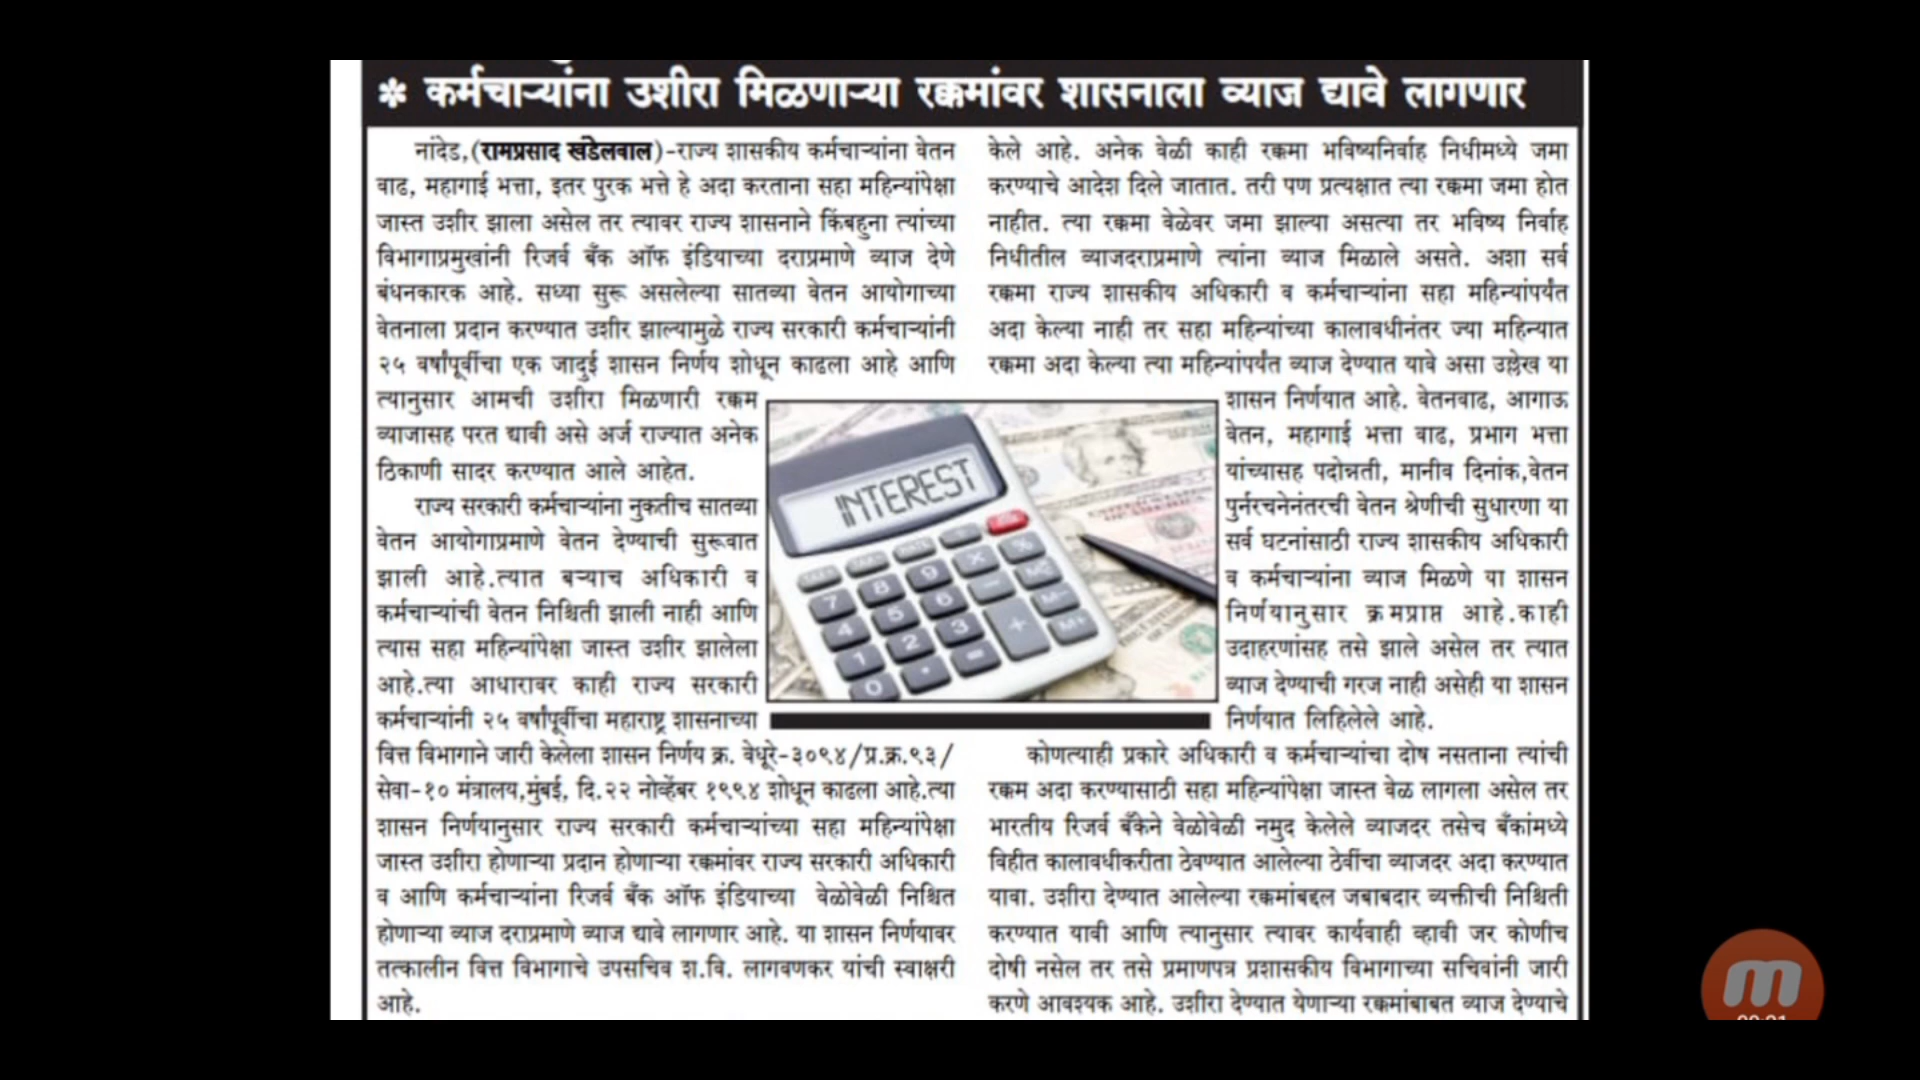 * कर्मचाऱ्यांना उशीरा मिळणाऱ्या रक्कमांवर शासनाला व्याज द्यावे लागणार
नांदेड,(रामप्रसाद खंडेलवाल)-राज्य शासकीय कर्मचाऱ्यांना वेतन
वाढ, महागाई भत्ता, इतर पुरक भत्ते हे अदा करताना सहा महिन्यांपेक्षा
जास्त उशीर झाला असेल तर त्यावर राज्य शासनाने किंबहुना त्यांच्या
विभागाप्रमुखांनी रिजर्व बँक ऑफ इंडियाच्या दराप्रमाणे व्याज देणे
बंधनकारक आहे. सध्या सुरू असलेल्या सातव्या वेतन आयोगाच्या
वेतनाला प्रदान करण्यात उशीर झाल्यामुळे राज्य सरकारी कर्मचाऱ्यांनी
२५ वर्षांपूर्वीचा एक जादुई शासन निर्णय शोधून काढला आहे आणि
त्यानुसार आमची उशीरा मिळणारी रक्कम
व्याजासह परत द्यावी असे अर्ज राज्यात अनेक
ठिकाणी सादर करण्यात आले आहेत.
राज्य सरकारी कर्मचाऱ्यांना नुकतीच सातव्या
वेतन आयोगाप्रमाणे वेतन देण्याची सुरूवात
झाली आहे.त्यात बऱ्याच अधिकारी व
कर्मचाऱ्यांची वेतन निश्चिती झाली नाही आणि
त्यास सहा महिन्यांपेक्षा जास्त उशीर झालेला
आहे.त्या आधारावर काही राज्य सरकारी
कर्मचाऱ्यांनी २५ वर्षांपूर्वीचा महाराष्ट्र शासनाच्या
वित्त विभागाने जारी केलेला शासन निर्णय क्र. वेधूरे-३०९४/प्र.क्र.९३/
सेवा-१० मंत्रालय,मुंबई, दि.२२ नोव्हेंबर १९९४ शोधून काढला आहे.त्या
शासन निर्णयानुसार राज्य सरकारी कर्मचाऱ्यांच्या सहा महिन्यांपेक्षा
जास्त उशीरा होणाऱ्या प्रदान होणाऱ्या रक्कमांवर राज्य सरकारी अधिकारी
व आणि कर्मचाऱ्यांना रिजर्व बँक ऑफ इंडियाच्या वेळोवेळी निश्चित
होणाऱ्या व्याज दराप्रमाणे व्याज द्यावे लागणार आहे. या शासन निर्णयावर
तत्कालीन वित्त विभागाचे उपसचिव श.वि. लागवणकर यांची स्वाक्षरी
आहे.
केले आहे. अनेक वेळी काही रक्कमा भविष्यनिर्वाह निधीमध्ये जमा
करण्याचे आदेश दिले जातात. तरी पण प्रत्यक्षात त्या रक्कमा जमा होत
नाहीत. त्या रक्कमा वेळेवर जमा झाल्या असत्या तर भविष्य निर्वाह
निधीतील व्याजदराप्रमाणे त्यांना व्याज मिळाले असते. अशा सर्व
रक्कमा राज्य शासकीय अधिकारी व कर्मचाऱ्यांना सहा महिन्यांपर्यंत
अदा केल्या नाही तर सहा महिन्यांच्या कालावधीनंतर ज्या महिन्यात
रक्कमा अदा केल्या त्या महिन्यांपर्यंत व्याज देण्यात यावे असा उल्लेख या
शासन निर्णयात आहे. वेतनवाढ, आगाऊ
वेतन, महागाई भत्ता वाढ, प्रभाग भत्ता
यांच्यासह पदोन्नती, मानीव दिनांक,वेतन
पुर्नरचनेनंतरची वेतन श्रेणीची सुधारणा या
सर्व घटनांसाठी राज्य शासकीय अधिकारी
व कर्मचाऱ्यांना व्याज मिळणे या शासन
निर्णयानुसार क्रमप्राप्त आहे.काही
उदाहरणांसह तसे झाले असेल तर त्यात
व्याज देण्याची गरज नाही असेही या शासन
निर्णयात लिहिलेले आहे.
कोणत्याही प्रकारे अधिकारी व कर्मचाऱ्यांचा दोष नसताना त्यांची
रक्कम अदा करण्यासाठी सहा महिन्यांपेक्षा जास्त वेळ लागला असेल तर
भारतीय रिजर्व बँकेने वेळोवेळी नमुद केलेले व्याजदर तसेच बँकांमध्ये
विहीत कालावधीकरीता ठेवण्यात आलेल्या ठेवींचा व्याजदर अदा करण्यात
यावा. उशीरा देण्यात आलेल्या रक्कमांबद्दल जबाबदार व्यक्तीची निश्चिती
करण्यात यावी आणि त्यानुसार त्यावर कार्यवाही व्हावी जर कोणीच
दोषी नसेल तर तसे प्रमाणपत्र प्रशासकीय विभागाच्या सचिवांनी जारी
करणे आवश्यक आहे. उशीरा देण्यात येणाऱ्या रक्कमांबाबत व्याज देण्याचे
INTEREST
7 8 9 ×
4 5 6 −
1 2 3 +
0 . =
%
M−
M+